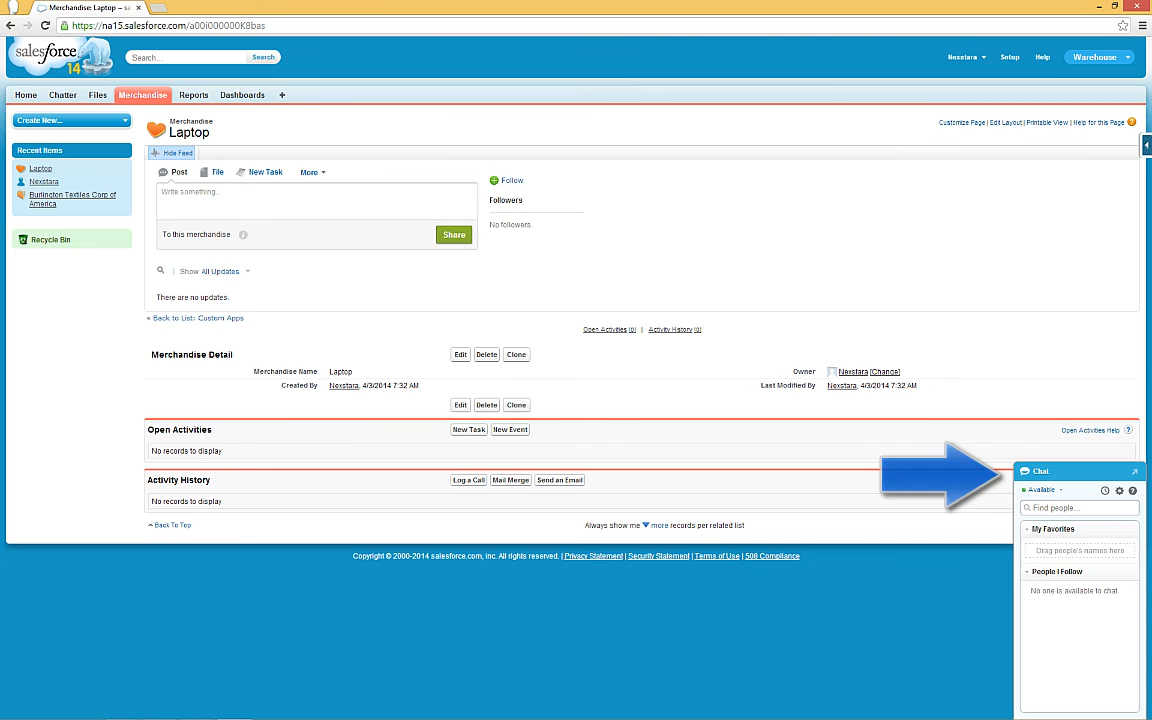 Merchandise: Laptop ~ sa
https://na15.salesforce.com/a00i000000K8bas
salesforce
14
Search...
Search
Nexstara
Setup
Help
Warehouse
Home
Chatter
Files
Merchandise
Reports
Dashboards
+
Create New...
Recent Items
Laptop
Nexstara
Burlington Textiles Corp of
America
Recycle Bin
Merchandise
Laptop
Customize Page | Edit Layout | Printable View | Help for this Page ?
Hide Feed
Post
File
New Task
More
Write something...
To this merchandise i
Share
Follow
Followers
No followers.
Show All Updates
There are no updates.
« Back to List: Custom Apps
Open Activities [0] | Activity History [0]
Merchandise Detail
Edit
Delete
Clone
Merchandise Name Laptop
Owner Nexstara [Change]
Created By Nexstara, 4/3/2014 7:32 AM
Last Modified By Nexstara, 4/3/2014 7:32 AM
Edit
Delete
Clone
Open Activities
New Task
New Event
Open Activities Help ?
No records to display
Activity History
Log a Call
Mail Merge
Send an Email
No records to display
Back To Top
Always show me more records per related list
Copyright © 2000-2014 salesforce.com, inc. All rights reserved. | Privacy Statement | Security Statement | Terms of Use | 508 Compliance
Chat
Available
?
Find people...
My Favorites
Drag people's names here
People I Follow
No one is available to chat.